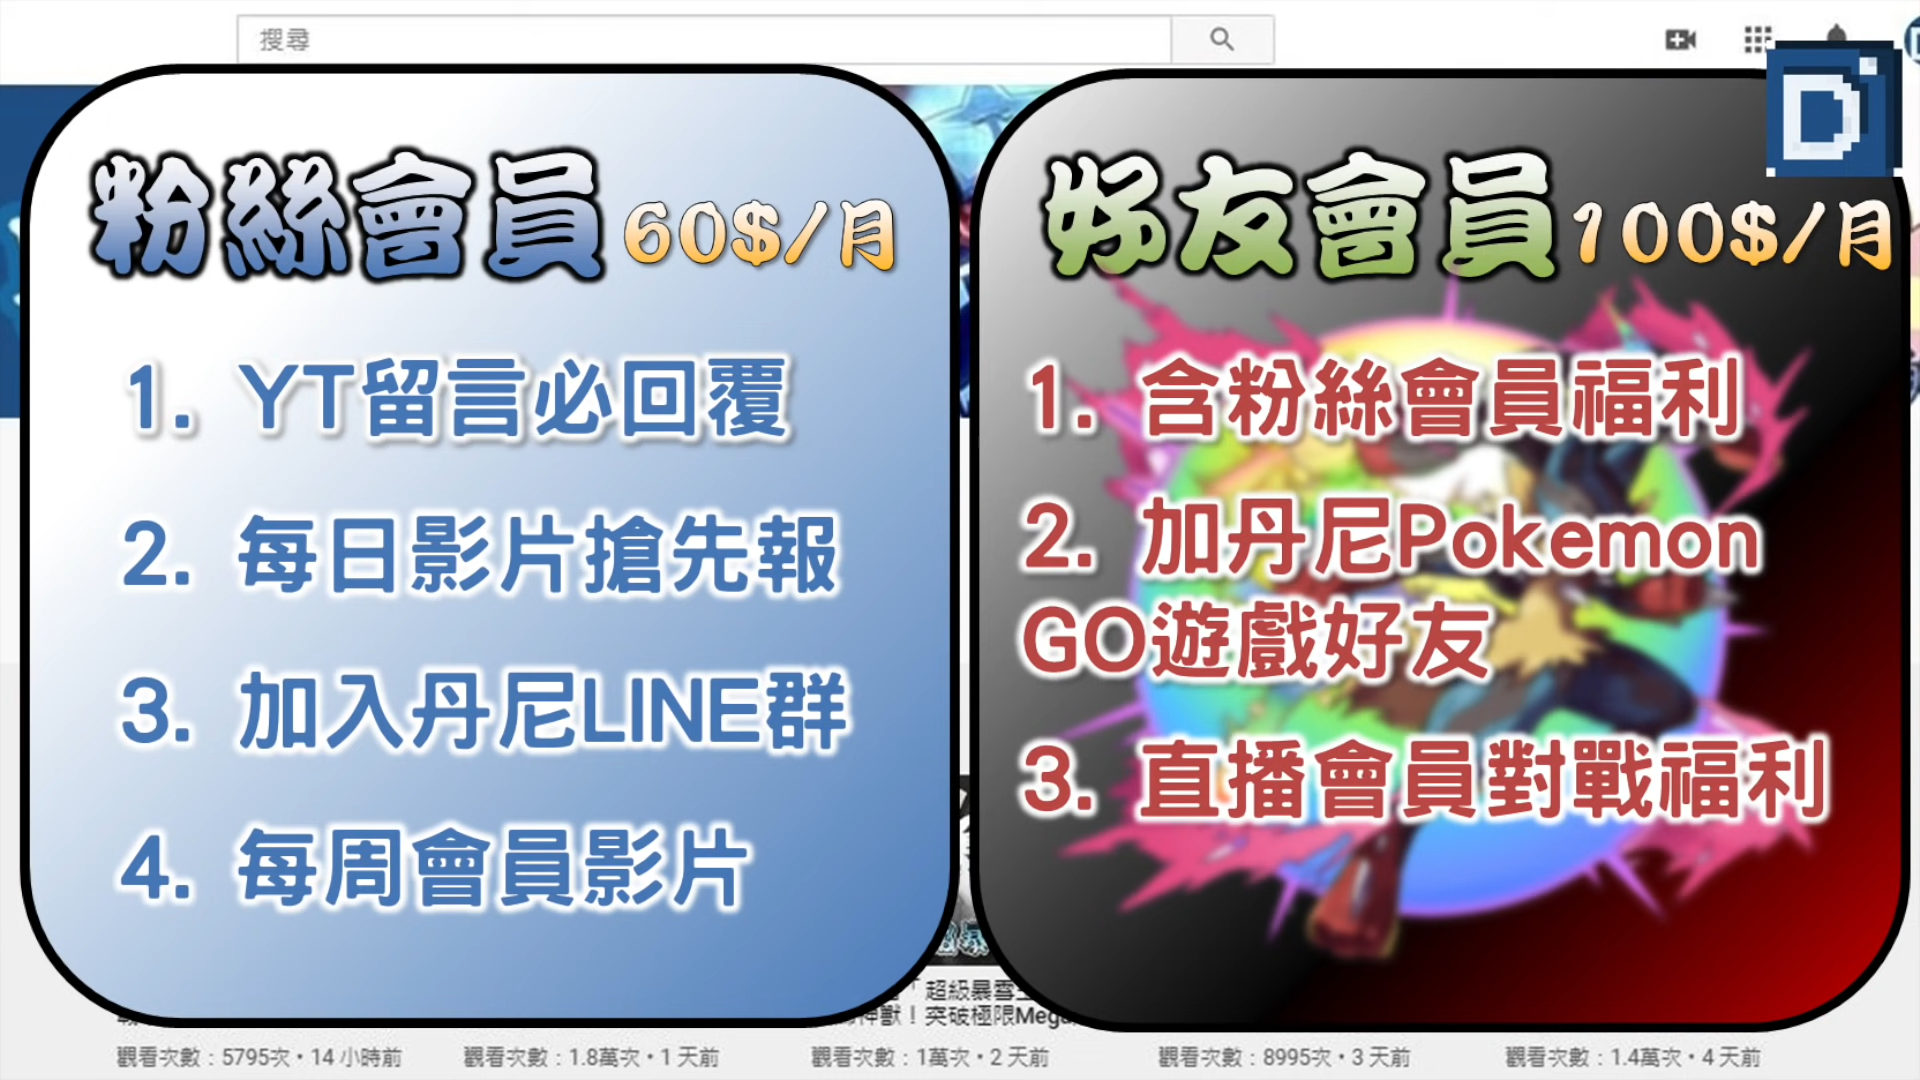 搜尋
粉絲會員 60$/月
1. YT留言必回覆
2. 每日影片搶先報
3. 加入丹尼LINE群
4. 每周會員影片
好友會員 100$/月
1. 含粉絲會員福利
2. 加丹尼Pokemon
GO遊戲好友
3. 直播會員對戰福利
D
「超級暴雪
神獸！突破極限Mega
觀看次數：5795次・14 小時前
觀看次數：1.8萬次・1 天前
觀看次數：1萬次・2 天前
觀看次數：8995次・3 天前
觀看次數：1.4萬次・4 天前